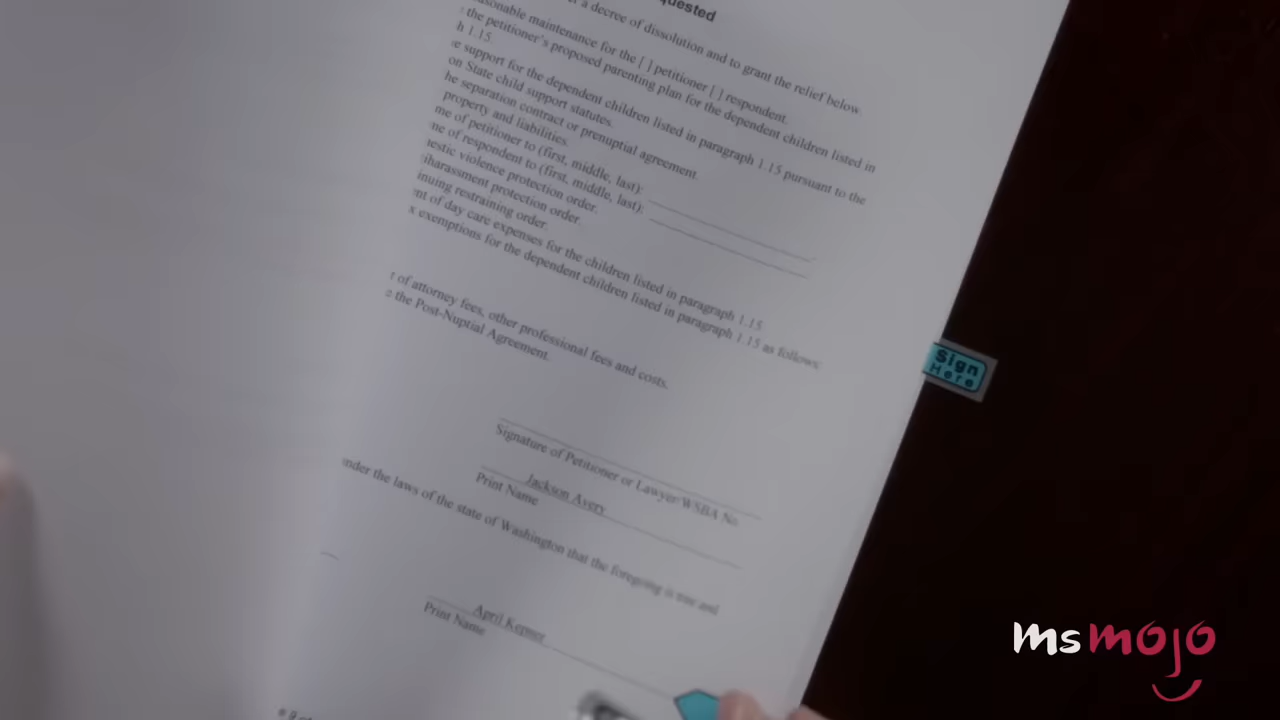 quested
a decree of dissolution and to grant the relief below.
asonable maintenance for the [ ] petitioner [ ] respondent.
the petitioner's proposed parenting plan for the dependent children listed in
h 1.15
e support for the dependent children listed in paragraph 1.15 pursuant to the
on State child support statutes.
he separation contract or prenuptial agreement.
property and liabilities.
me of petitioner to (first, middle, last):
ne of respondent to (first, middle, last):
estic violence protection order.
iharassment protection order.
inuing restraining order.
nt of day care expenses for the children listed in paragraph 1.15
x exemptions for the dependent children listed in paragraph 1.15 as follows:
t of attorney fees, other professional fees and costs.
e the Post-Nuptial Agreement.
Sign
Here
Signature of Petitioner or Lawyer/WSBA No.
Jackson Avery
Print Name
nder the laws of the state of Washington that the foregoing is true and
April Kepner
Print Name
msmojo